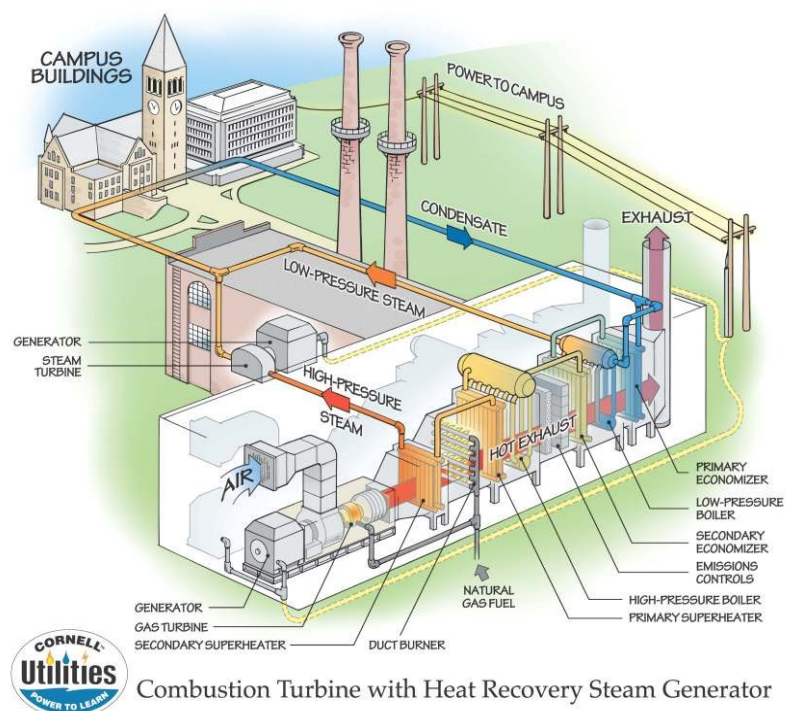 CAMPUS
BUILDINGS
POWER TO CAMPUS
CONDENSATE
EXHAUST
LOW-PRESSURE STEAM
GENERATOR
STEAM
TURBINE
HIGH-PRESSURE
STEAM
HOT EXHAUST
AIR
PRIMARY
ECONOMIZER
LOW-PRESSURE
BOILER
SECONDARY
ECONOMIZER
EMISSIONS
CONTROLS
HIGH-PRESSURE BOILER
PRIMARY SUPERHEATER
NATURAL
GAS FUEL
GENERATOR
GAS TURBINE
SECONDARY SUPERHEATER
DUCT BURNER
CORNELL
Utilities
POWER TO LEARN
Combustion Turbine with Heat Recovery Steam Generator